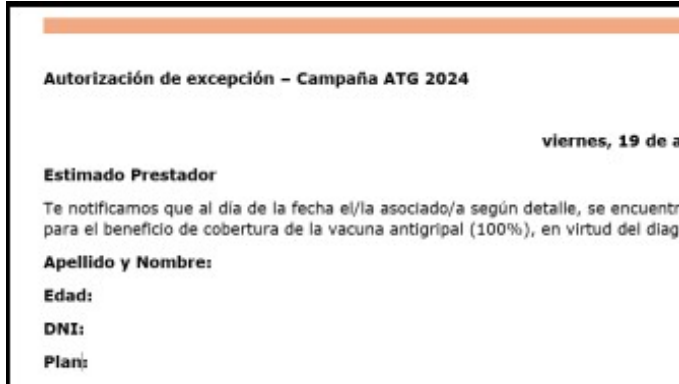 Autorización de excepción – Campaña ATG 2024
viernes, 19 de a
Estimado Prestador
Te notificamos que al día de la fecha el/la asociado/a según detalle, se encuentr
para el beneficio de cobertura de la vacuna antigripal (100%), en virtud del diag
Apellido y Nombre:
Edad:
DNI:
Plan: